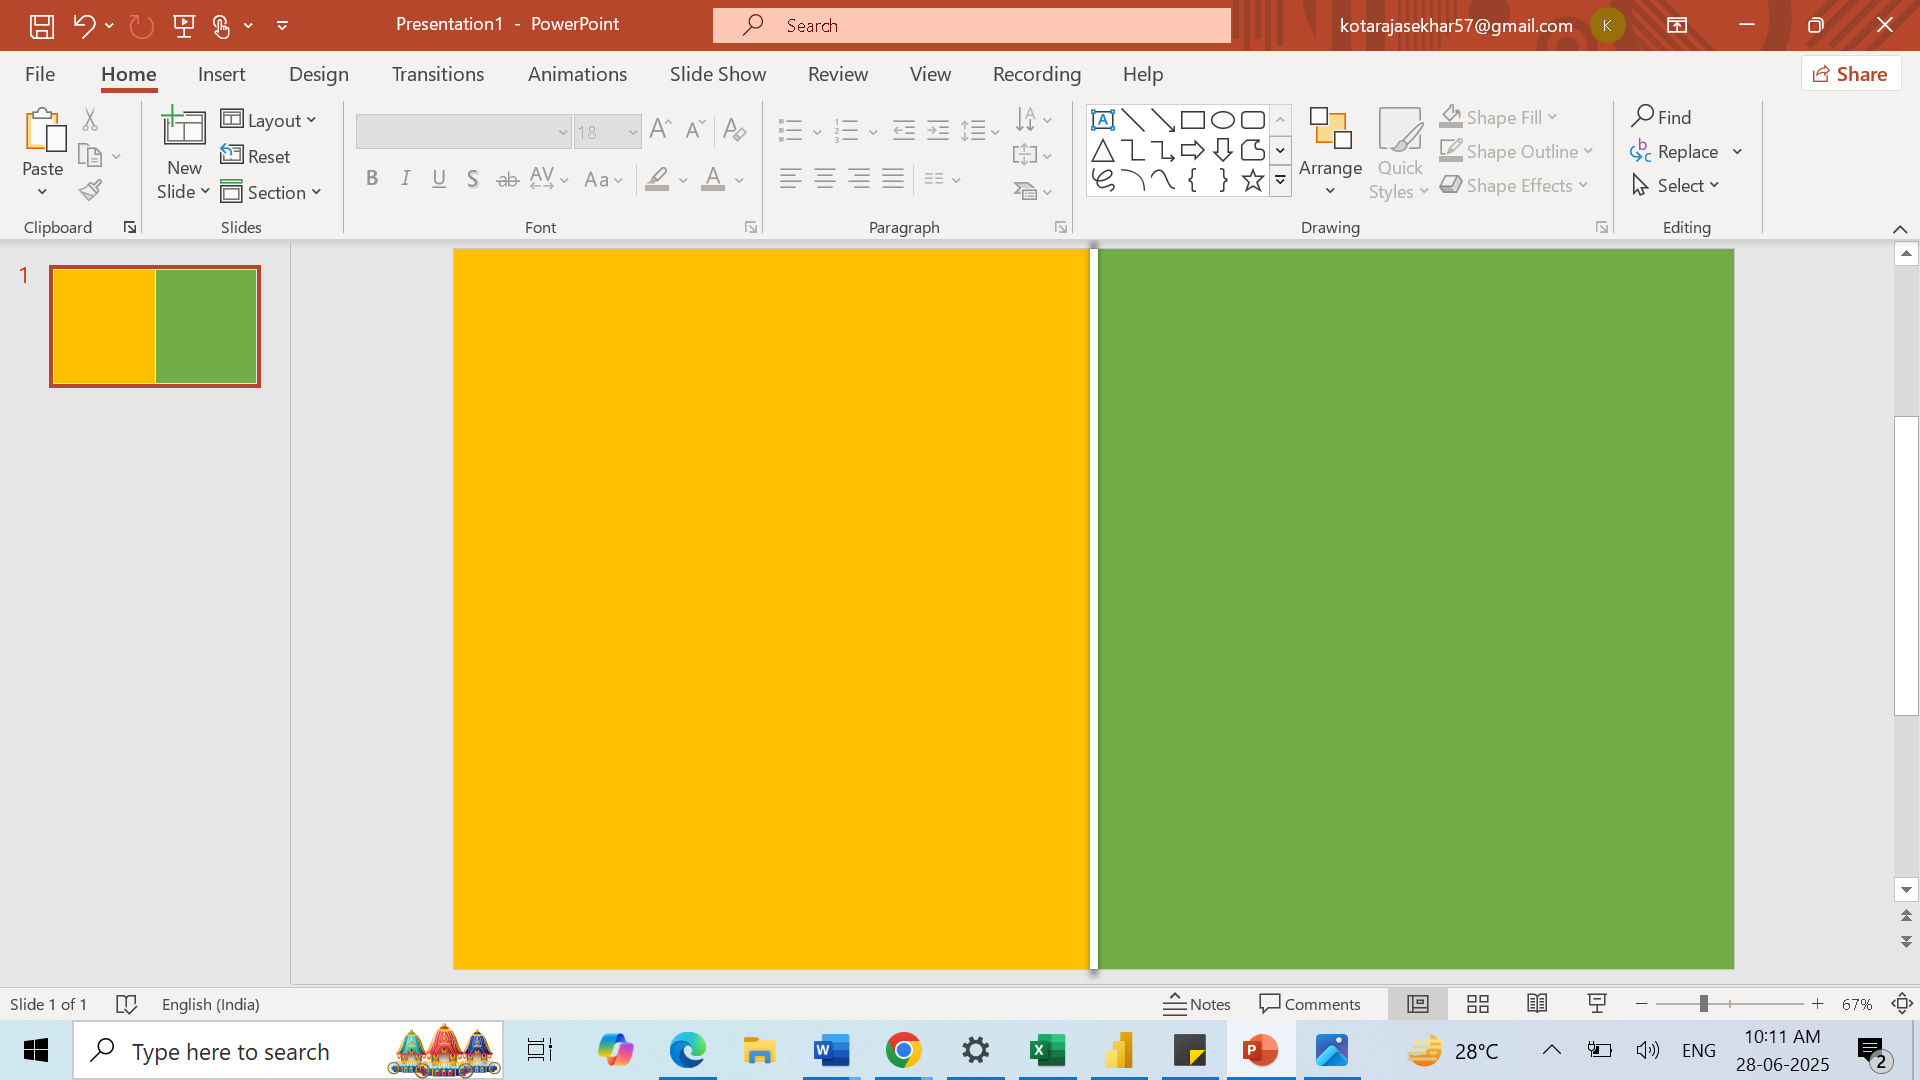 Presentation1 - PowerPoint
Search
kotarajasekhar57@gmail.com
K
File Home Insert Design Transitions Animations Slide Show Review View Recording Help
Share
Paste
New Slide
Layout
Reset
Section
18
B I U S ab AV Aa A
A
Arrange
Quick Styles
Shape Fill
Shape Outline
Shape Effects
Find
Replace
Select
Clipboard Slides Font Paragraph Drawing Editing
1
Slide 1 of 1
English (India)
Notes
Comments
67%
Type here to search
28°C
ENG
10:11 AM
28-06-2025
2